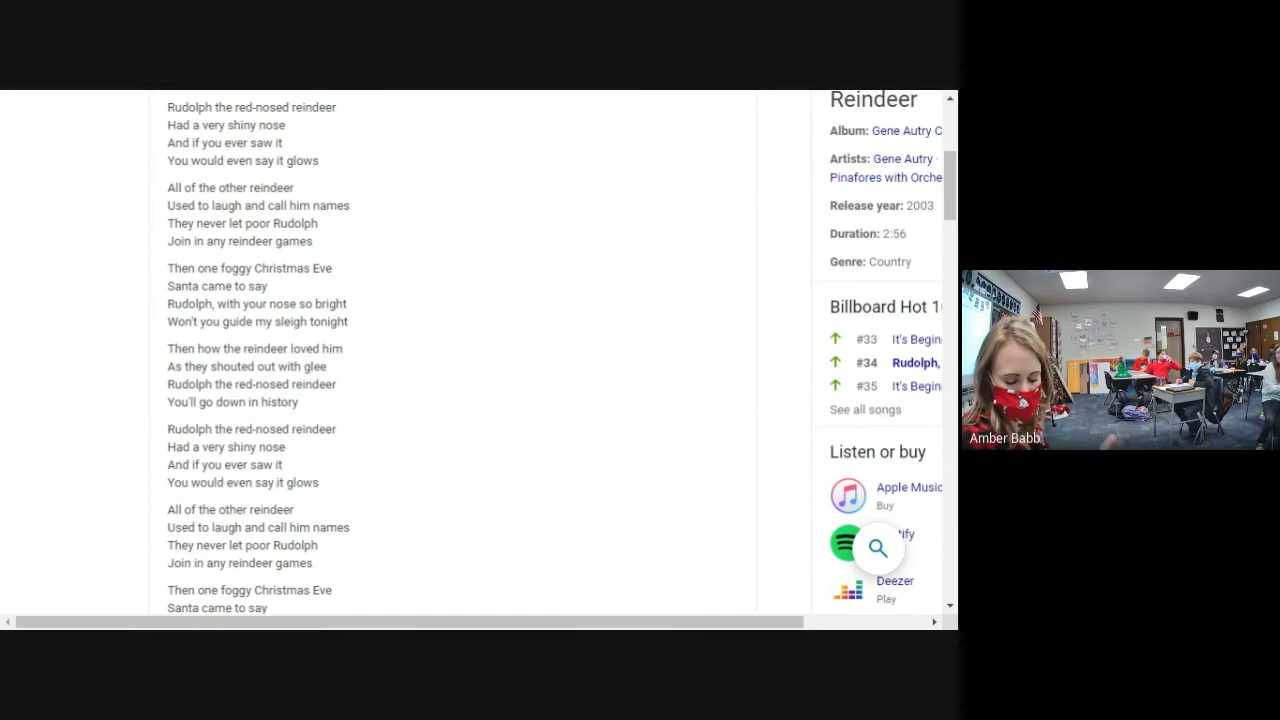 Rudolph the red-nosed reindeer
Had a very shiny nose
And if you ever saw it
You would even say it glows
All of the other reindeer
Used to laugh and call him names
They never let poor Rudolph
Join in any reindeer games
Then one foggy Christmas Eve
Santa came to say
Rudolph, with your nose so bright
Won't you guide my sleigh tonight
Then how the reindeer loved him
As they shouted out with glee
Rudolph the red-nosed reindeer
You'll go down in history
Rudolph the red-nosed reindeer
Had a very shiny nose
And if you ever saw it
You would even say it glows
All of the other reindeer
Used to laugh and call him names
They never let poor Rudolph
Join in any reindeer games
Then one foggy Christmas Eve
Santa came to say
Reindeer
Album: Gene Autry C
Artists: Gene Autry ·
Pinafores with Orche
Release year: 2003
Duration: 2:56
Genre: Country
Billboard Hot 1
#33 It's Begin
#34 Rudolph,
#35 It's Begin
See all songs
Listen or buy
Apple Music
Buy
tify
Deezer
Play
Amber Babb